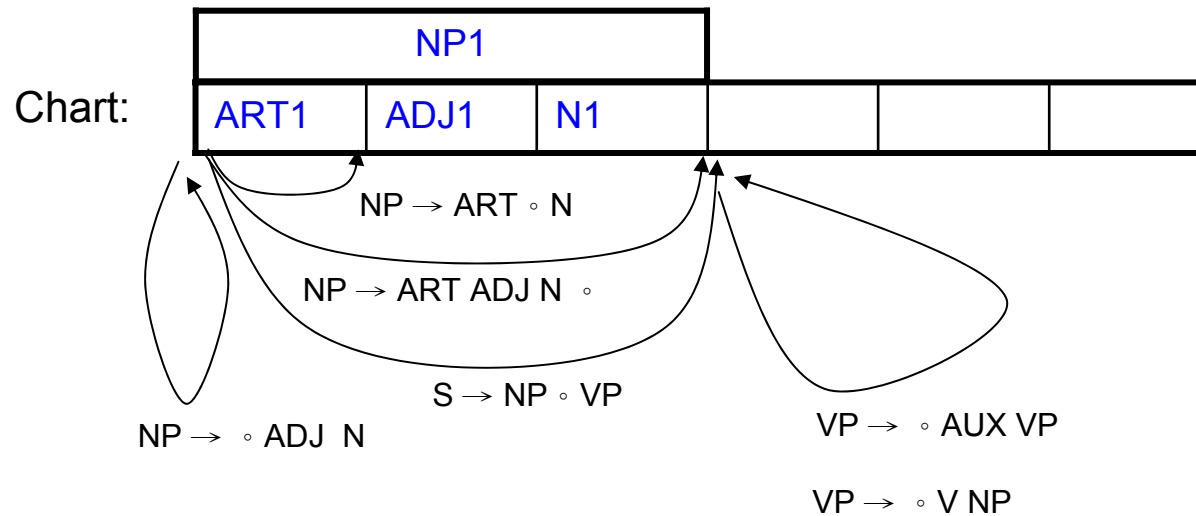 NP1
Chart: ART1 ADJ1 N1
NP → ART ∘ N
NP → ART ADJ N ∘
S → NP ∘ VP
NP → ∘ ADJ N
VP → ∘ AUX VP
VP → ∘ V NP